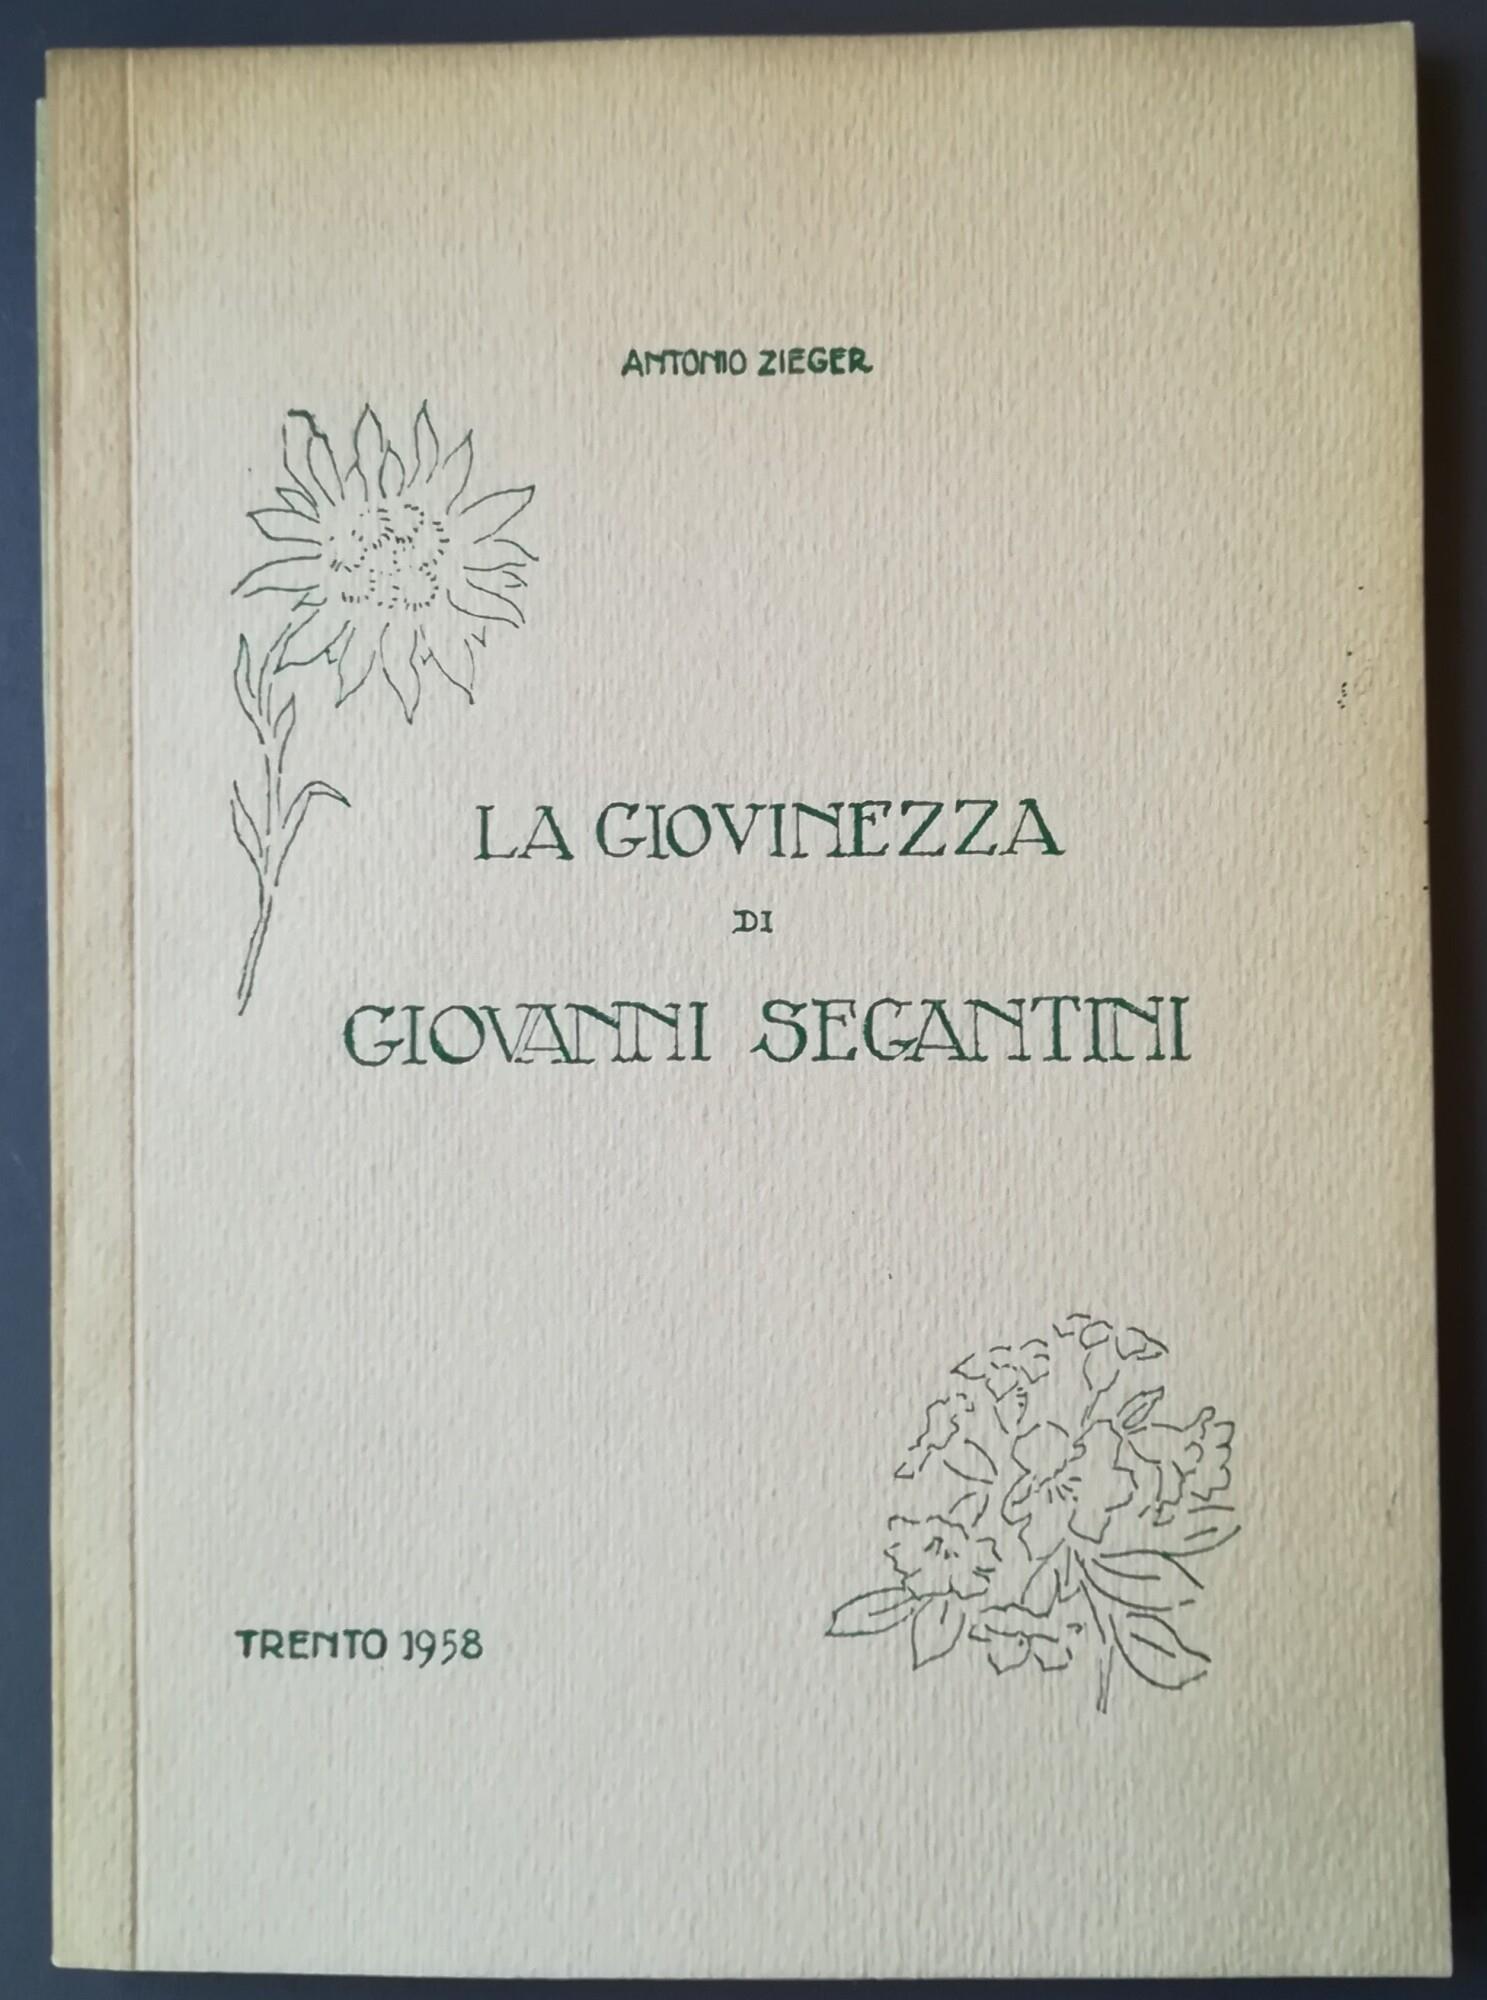 ANTONIO ZIEGER
LA GIOVINEZZA
DI
GIOVANNI SEGANTINI
TRENTO 1958